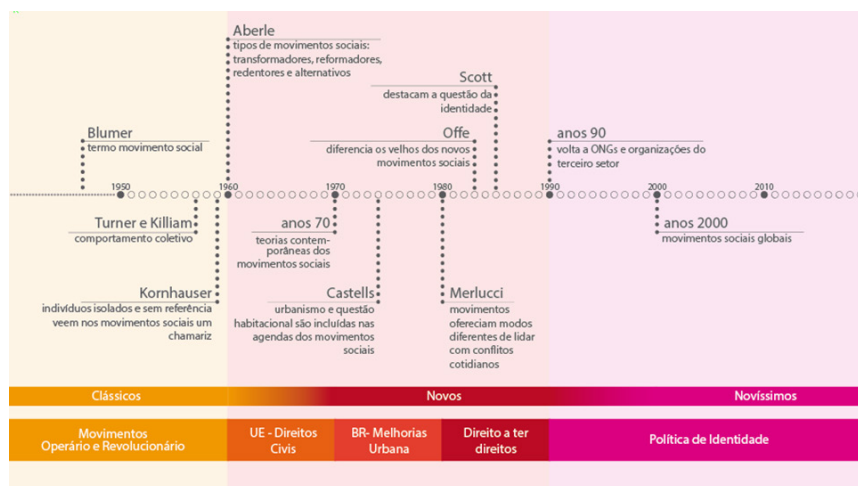 Aberle
tipos de movimentos sociais:
transformadores, reformadores,
redentores e alternativos
Scott
destacam a questão da
identidade
Blumer
termo movimento social
Offe
diferencia os velhos dos novos
movimentos sociais
anos 90
volta a ONGs e organizações do
terceiro setor
1950
1960
1970
1980
1990
2000
2010
Turner e Killiam
comportamento coletivo
anos 70
teorias contem-
porâneas dos
movimentos sociais
anos 2000
movimentos sociais globais
Kornhauser
indivíduos isolados e sem referência
veem nos movimentos sociais um
chamariz
Castells
urbanismo e questão
habitacional são incluídas nas
agendas dos movimentos
sociais
Merlucci
movimentos
ofereciam modos
diferentes de lidar
com conflitos
cotidianos
Clássicos
Novos
Novíssimos
Movimentos
Operário e Revolucionário
UE - Direitos
Civis
BR- Melhorias
Urbana
Direito a ter
direitos
Política de Identidade